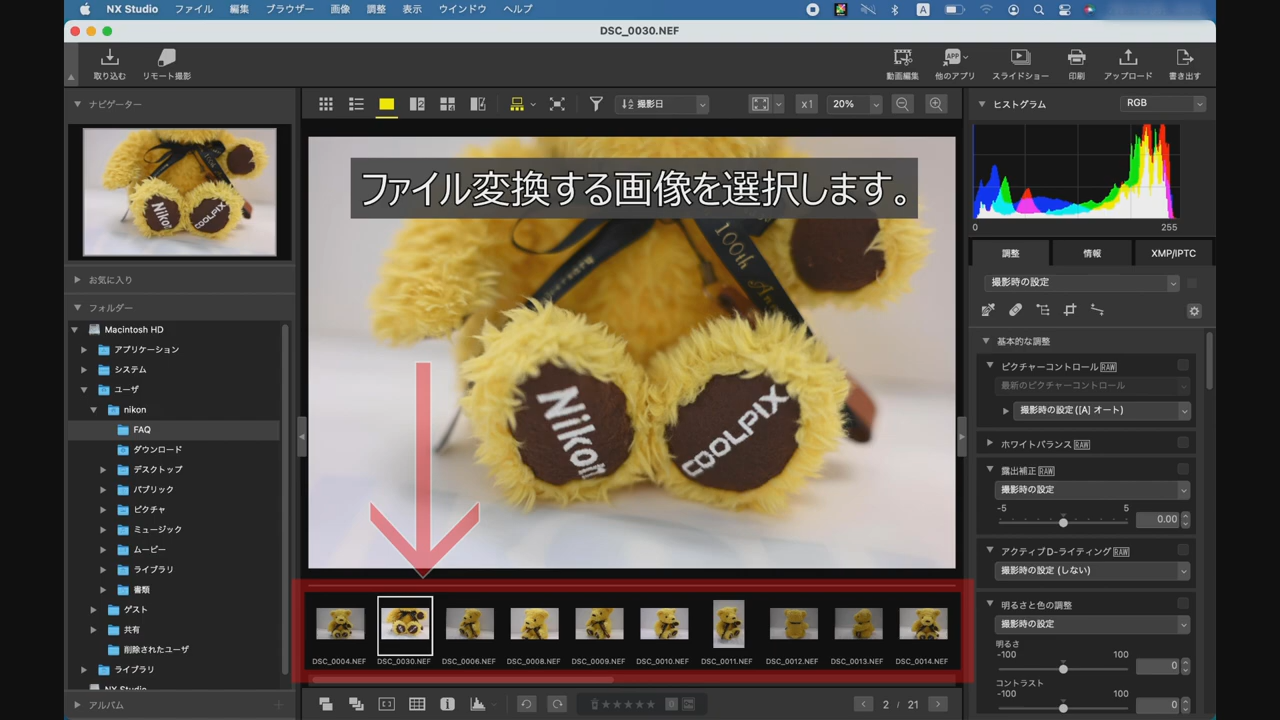 NX Studio ファイル 編集 ブラウザー 画像 調整 表示 ウインドウ ヘルプ A
DSC_0030.NEF
取り込む リモート撮影 動画編集 他のアプリ スライドショー 印刷 アップロード 書き出す
APP
ナビゲーター
撮影日
x1
20%
ヒストグラム
RGB
ファイル変換する画像を選択します。
100th
Nikon
COOLPIX
Nikon
COOLPIX
0 255
調整 情報 XMP/IPTC
撮影時の設定
お気に入り
フォルダー
Macintosh HD
アプリケーション
システム
ユーザ
nikon
FAQ
ダウンロード
デスクトップ
パブリック
ピクチャ
ミュージック
ムービー
ライブラリ
書類
ゲスト
共有
削除されたユーザ
ライブラリ
NX Studio
アルバム
基本的な調整
ピクチャーコントロール RAW
最新のピクチャーコントロール
撮影時の設定 ([A] オート)
ホワイトバランス RAW
露出補正 RAW
撮影時の設定
-5 5
0.00
アクティブD-ライティング RAW
撮影時の設定 (しない)
明るさと色の調整
撮影時の設定
明るさ
-100 100
0
コントラスト
-100 100
0
DSC_0004.NEF DSC_0030.NEF DSC_0006.NEF DSC_0008.NEF DSC_0009.NEF DSC_0010.NEF DSC_0011.NEF DSC_0012.NEF DSC_0013.NEF DSC_0014.NEF
2 / 21